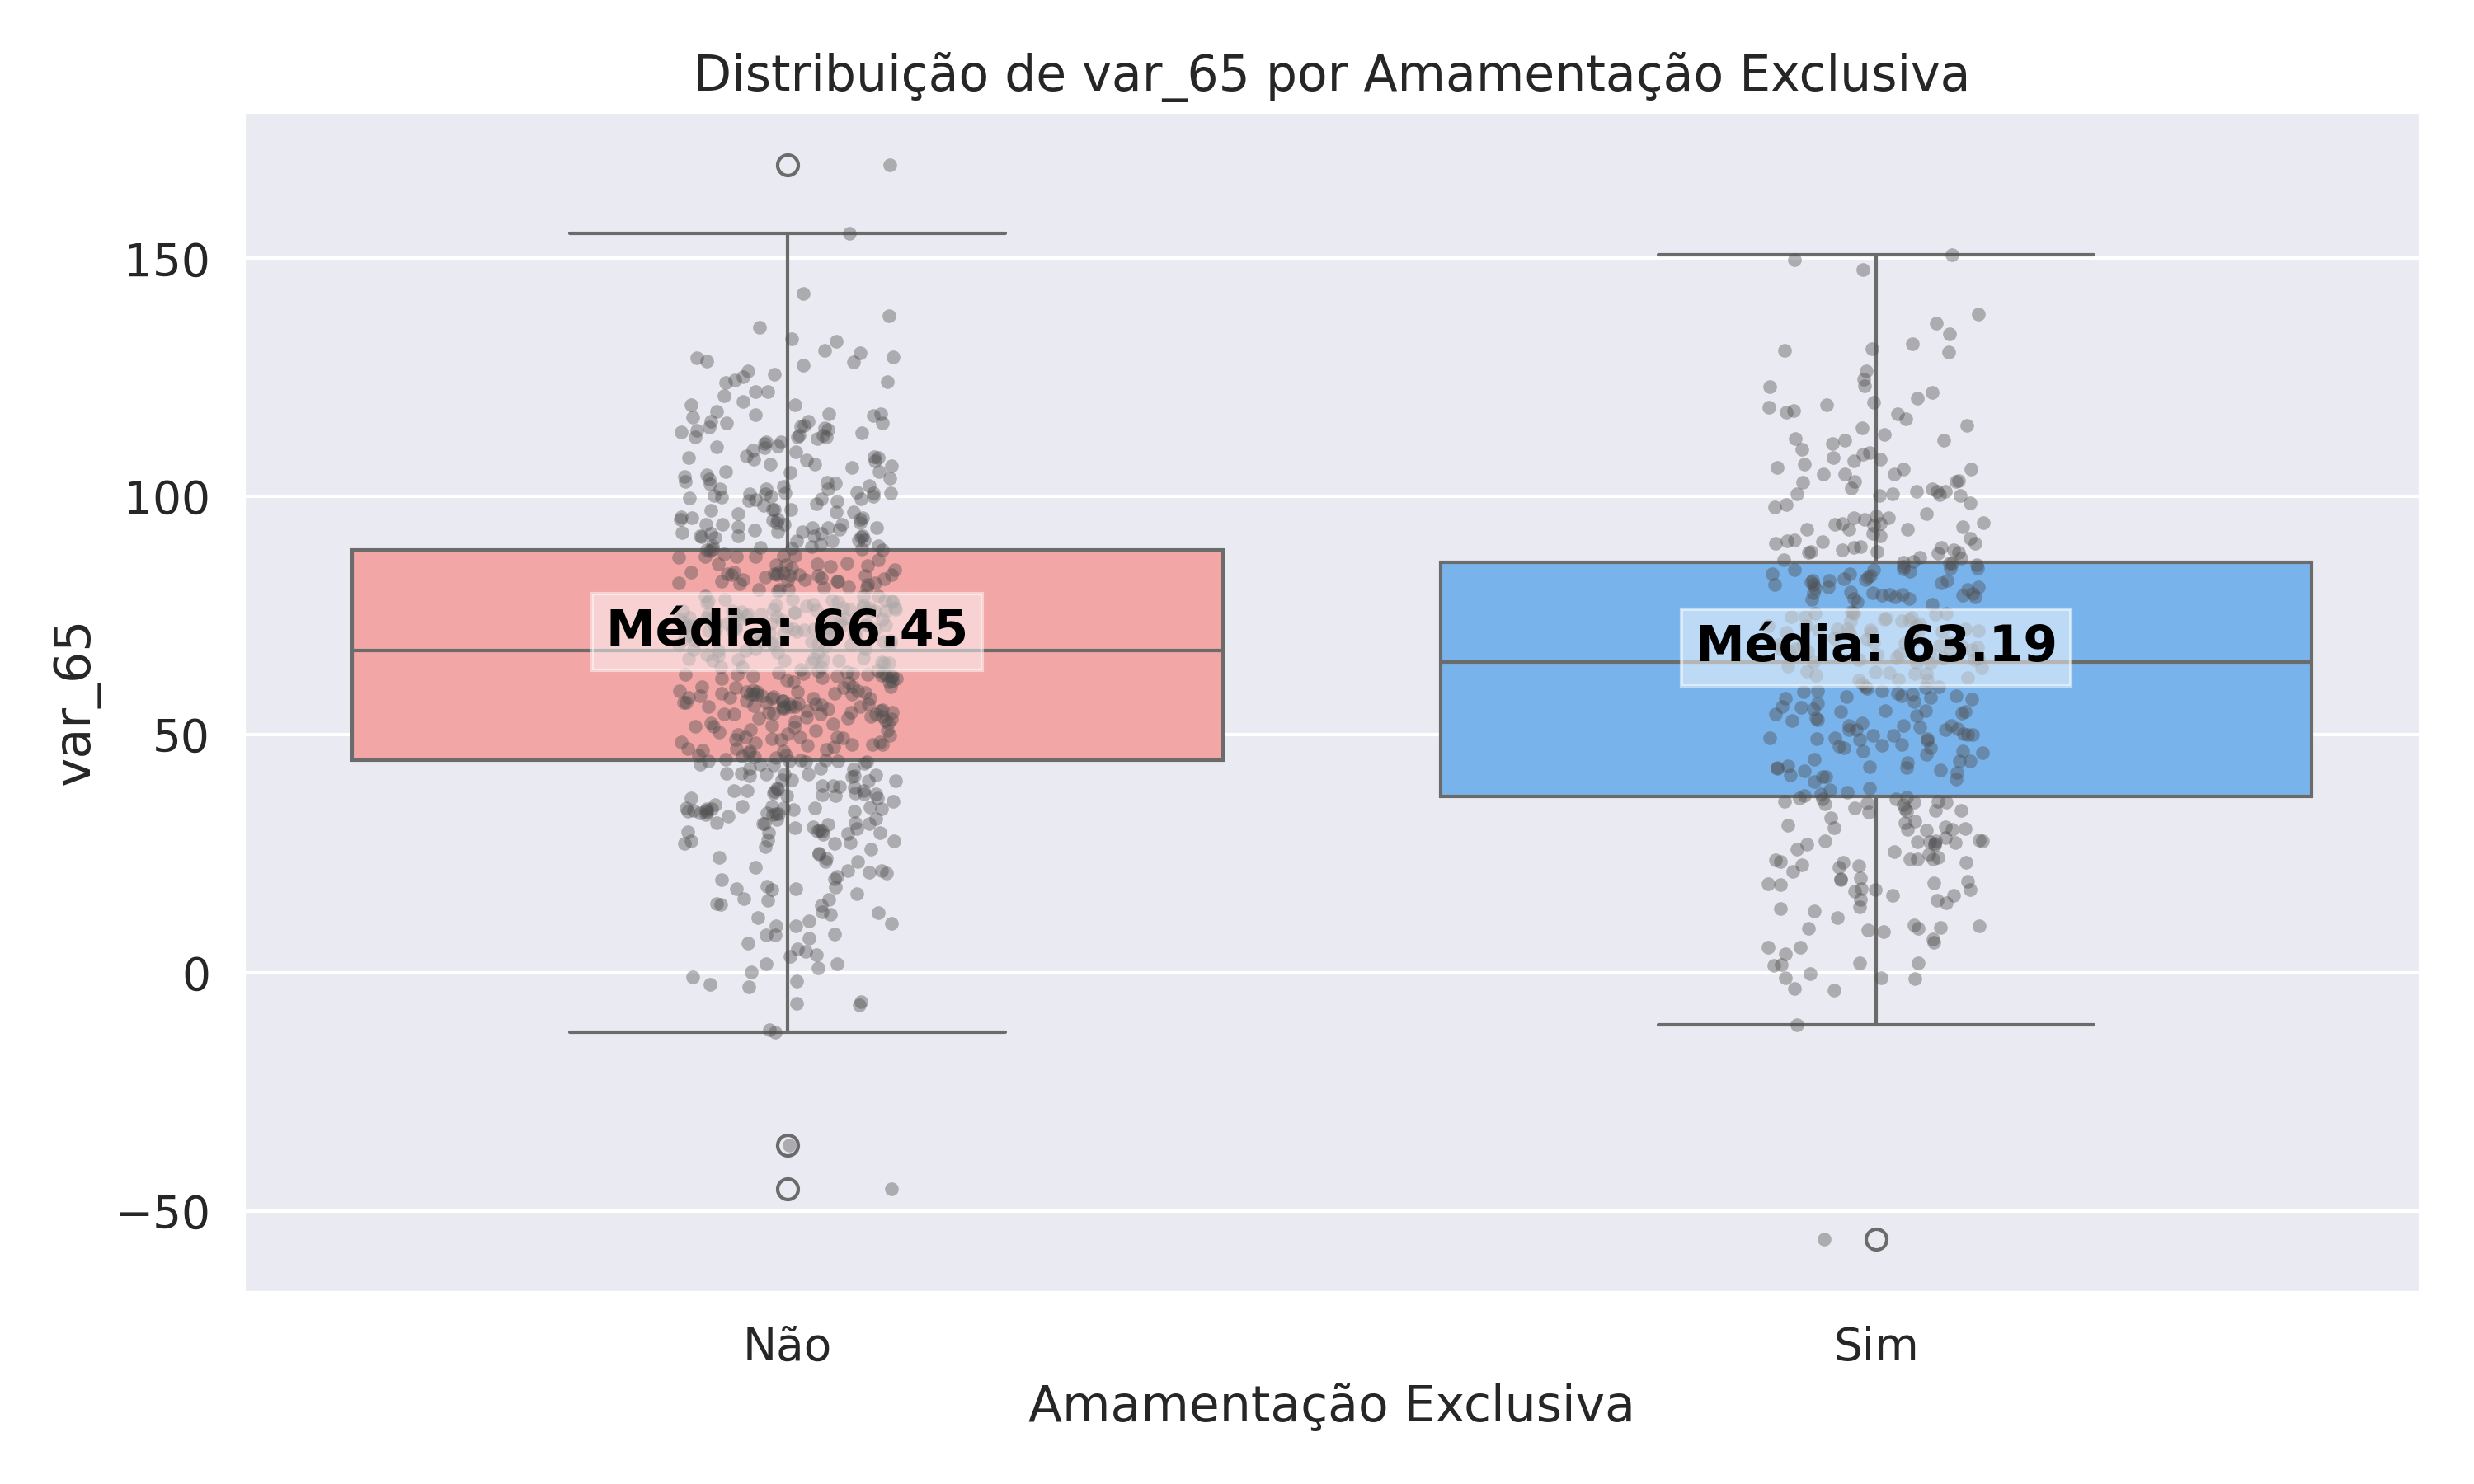 Distribuição de var_65 por Amamentação Exclusiva
var_65
150
100
50
0
−50
Média: 66.45
Média: 63.19
Não
Sim
Amamentação Exclusiva